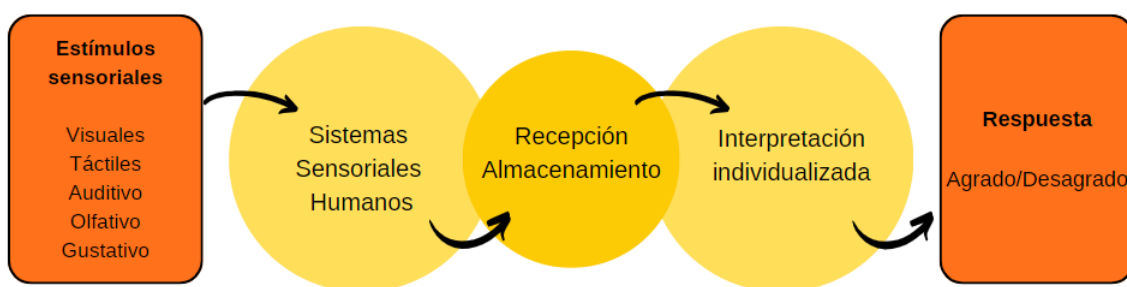 Estímulos
sensoriales
Visuales
Táctiles
Auditivo
Olfativo
Gustativo
Sistemas
Sensoriales
Humanos
Recepción
Almacenamiento
Interpretación
individualizada
Respuesta
Agrado/Desagrado